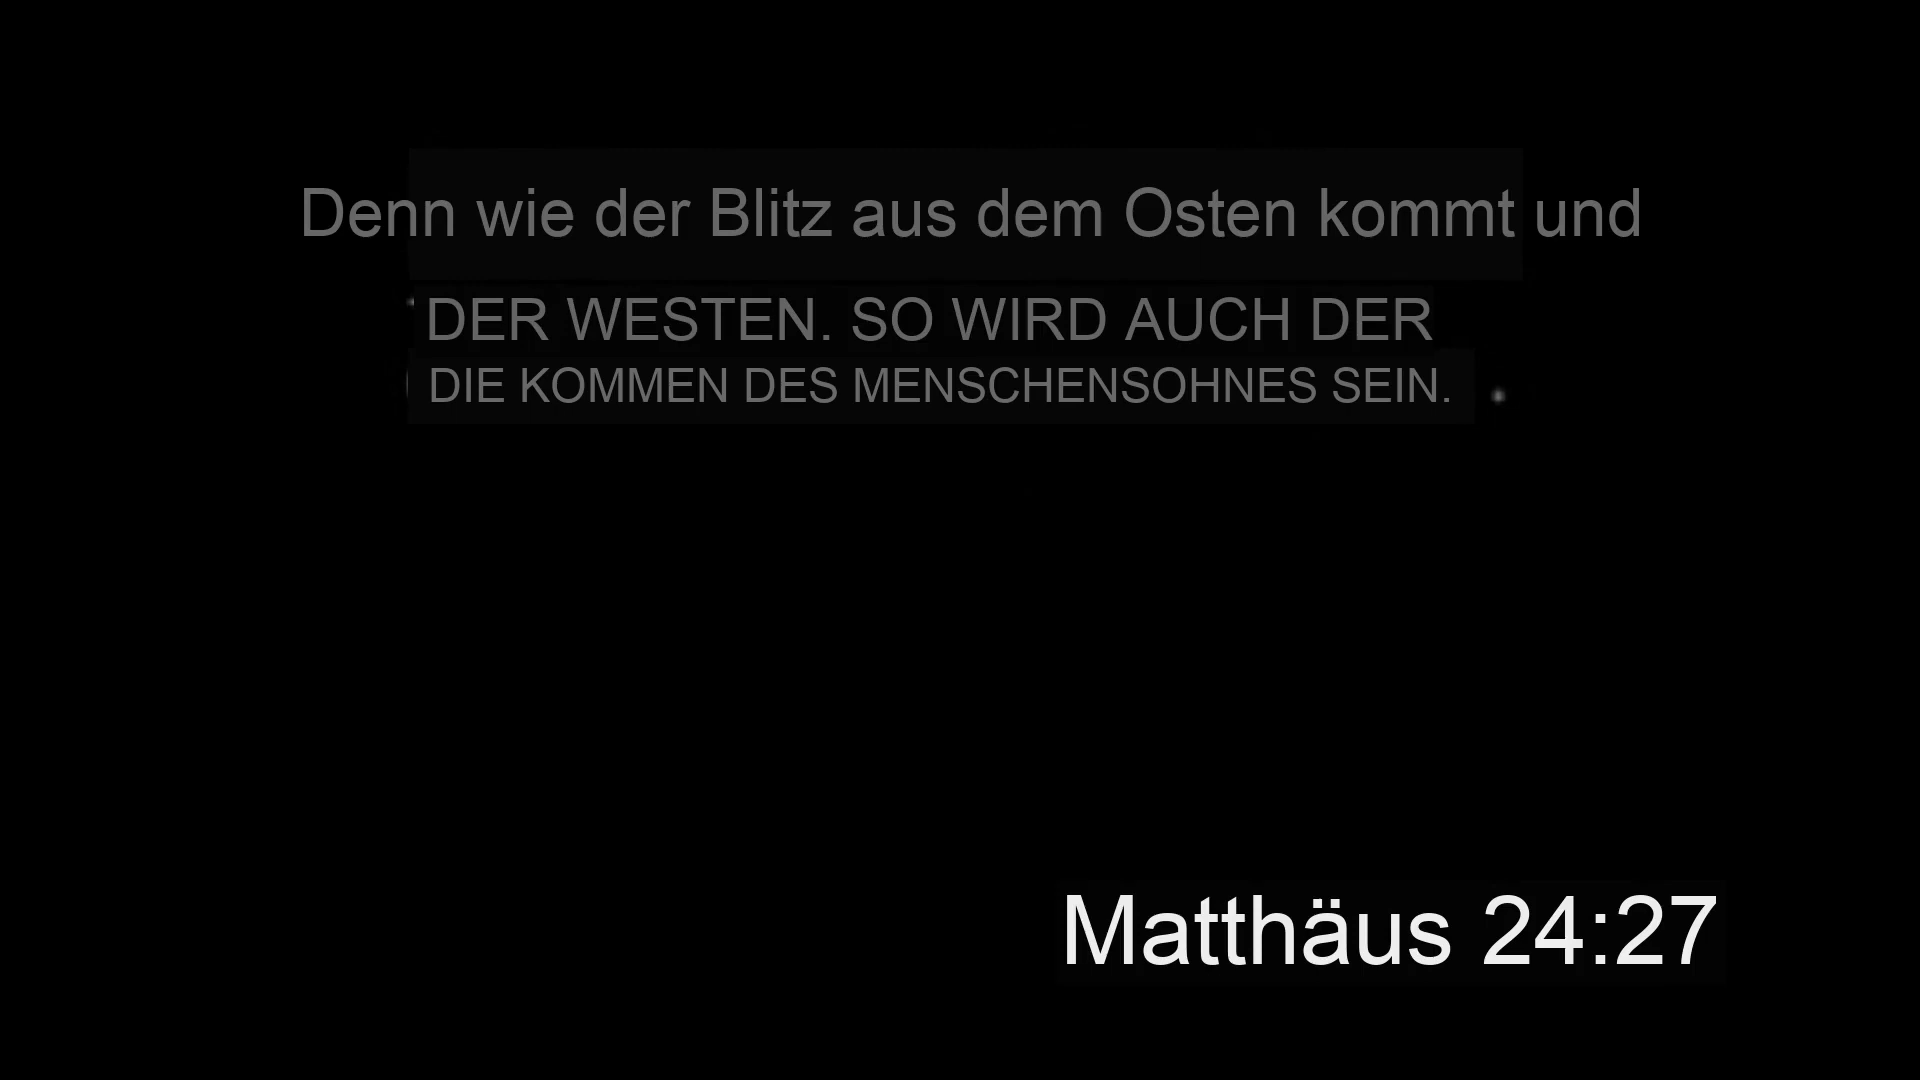 Denn wie der Blitz aus dem Osten kommt und
DER WESTEN. SO WIRD AUCH DER
DIE KOMMEN DES MENSCHENSOHNES SEIN.
Matthäus 24:27